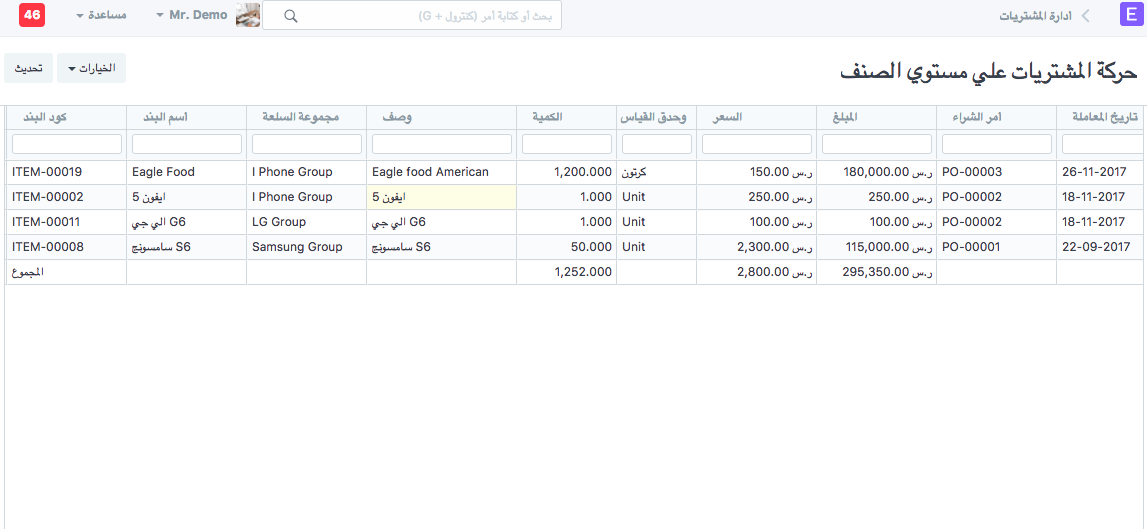 E
ادارة المشتريات
بحث أو كتابة أمر (كنترول + G)
Mr. Demo
مساعدة
46
حركة المشتريات علي مستوي الصنف
الخيارات
تحديث
كود البند اسم البند مجموعة السلعة وصف الكمية وحدق القياس السعر المبلغ امر الشراء تاريخ المعاملة
ITEM-00019 Eagle Food I Phone Group Eagle food American 1,200.000 كرتون ر.س 150.00 ر.س 180,000.00 PO-00003 26-11-2017
ITEM-00002 ايفون 5 I Phone Group ايفون 5 1.000 Unit ر.س 250.00 ر.س 250.00 PO-00002 18-11-2017
ITEM-00011 الي جي G6 LG Group الي جي G6 1.000 Unit ر.س 100.00 ر.س 100.00 PO-00002 18-11-2017
ITEM-00008 سامسونج S6 Samsung Group سامسونج S6 50.000 Unit ر.س 2,300.00 ر.س 115,000.00 PO-00001 22-09-2017
المجموع 1,252.000 ر.س 2,800.00 ر.س 295,350.00